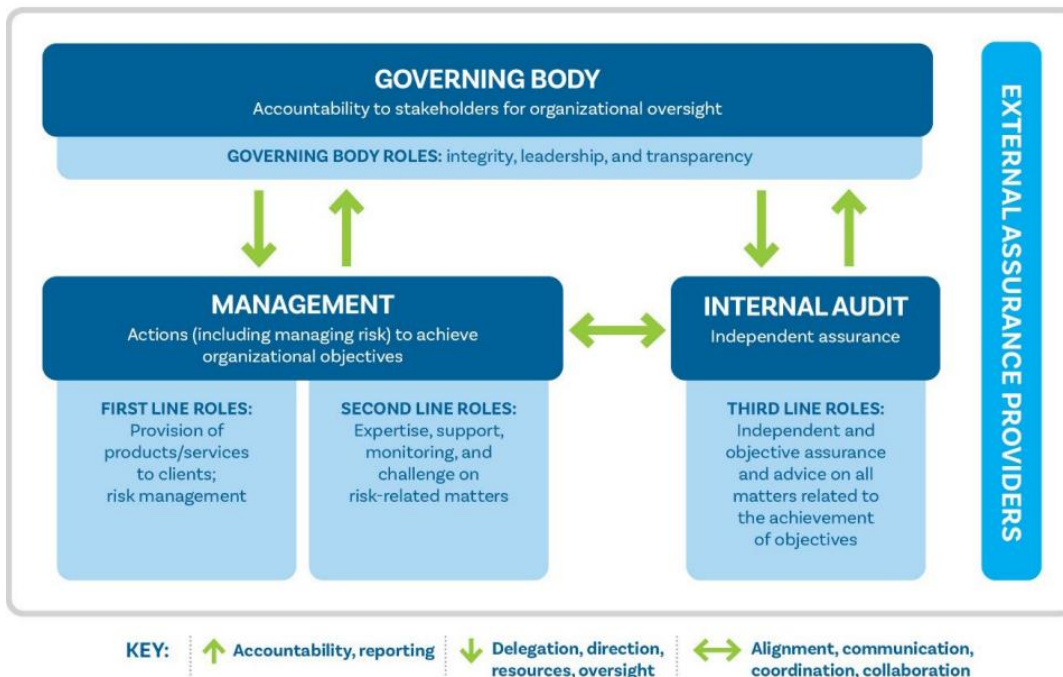 GOVERNING BODY
Accountability to stakeholders for organizational oversight
GOVERNING BODY ROLES: integrity, leadership, and transparency
MANAGEMENT
Actions (including managing risk) to achieve
organizational objectives
INTERNAL AUDIT
Independent assurance
FIRST LINE ROLES:
Provision of
products/services
to clients;
risk management
SECOND LINE ROLES:
Expertise, support,
monitoring, and
challenge on
risk-related matters
THIRD LINE ROLES:
Independent and
objective assurance
and advice on all
matters related to
the achievement
of objectives
EXTERNAL ASSURANCE PROVIDERS
KEY:
Accountability, reporting
Delegation, direction,
resources, oversight
Alignment, communication,
coordination, collaboration